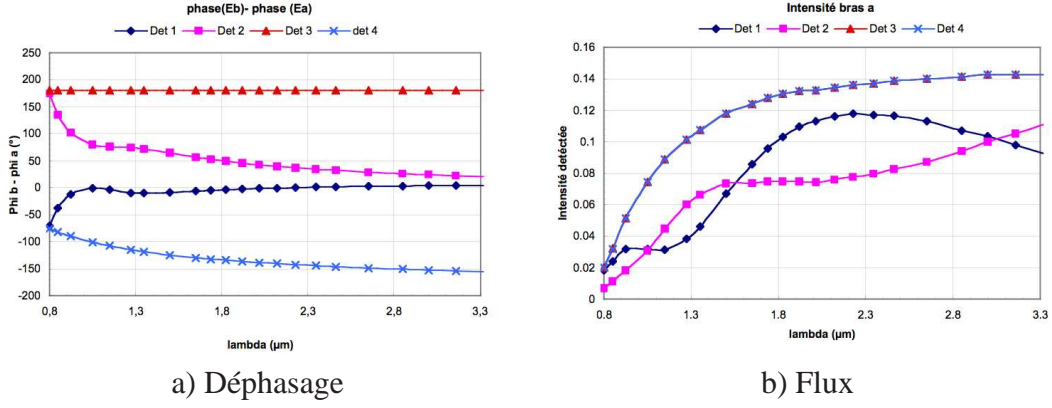 phase(Eb)- phase (Ea)
Det 1 Det 2 Det 3 det 4
250
200
150
100
50
0
-50
-100
-150
-200
Phi b - phi a (°)
0,8 1,3 1,8 2,3 2,8 3,3
lambda (µm)
a) Déphasage
Intensité bras a
Det 1 Det 2 Det 3 Det 4
0.16
0.14
0.12
0.1
0.08
0.06
0.04
0.02
0
Intensité detéctée
0.8 1.3 1.8 2.3 2.8 3.3
lambda (µm)
b) Flux